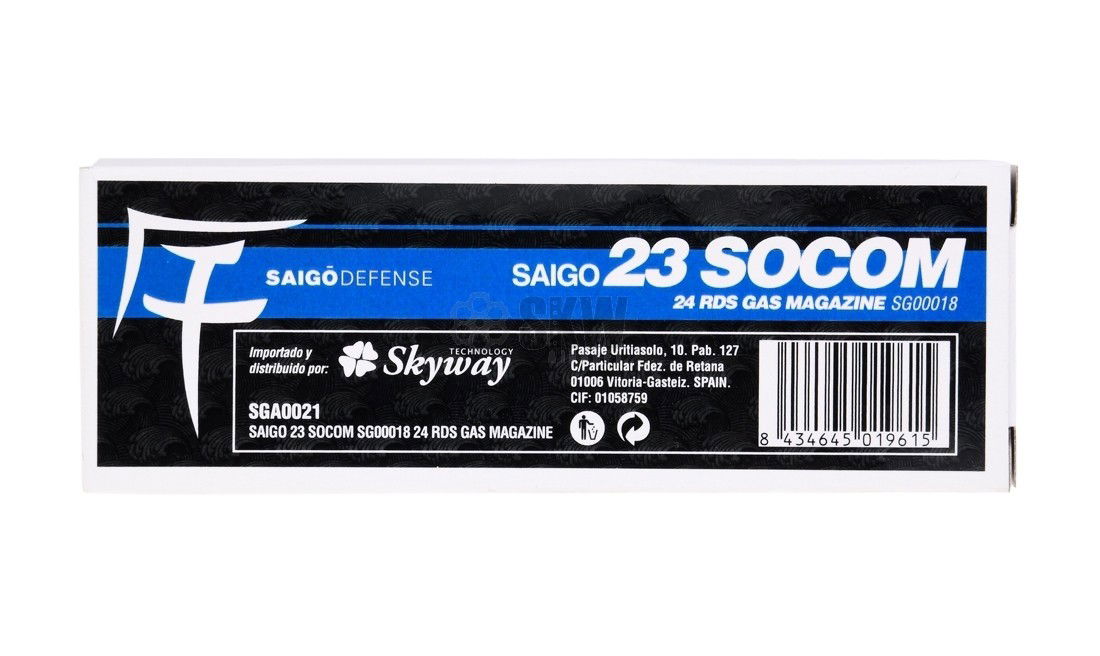 SAIGŌDEFENSE
SAIGO 23 SOCOM
24 RDS GAS MAGAZINE SG00018
SKW
Importado y
distribuido por:
Skyway
TECHNOLOGY
SGA0021
SAIGO 23 SOCOM SG00018 24 RDS GAS MAGAZINE
Pasaje Uritiasolo, 10. Pab. 127
C/Particular Fdez. de Retana
01006 Vitoria-Gasteiz. SPAIN.
CIF: 01058759
8 434645 019615